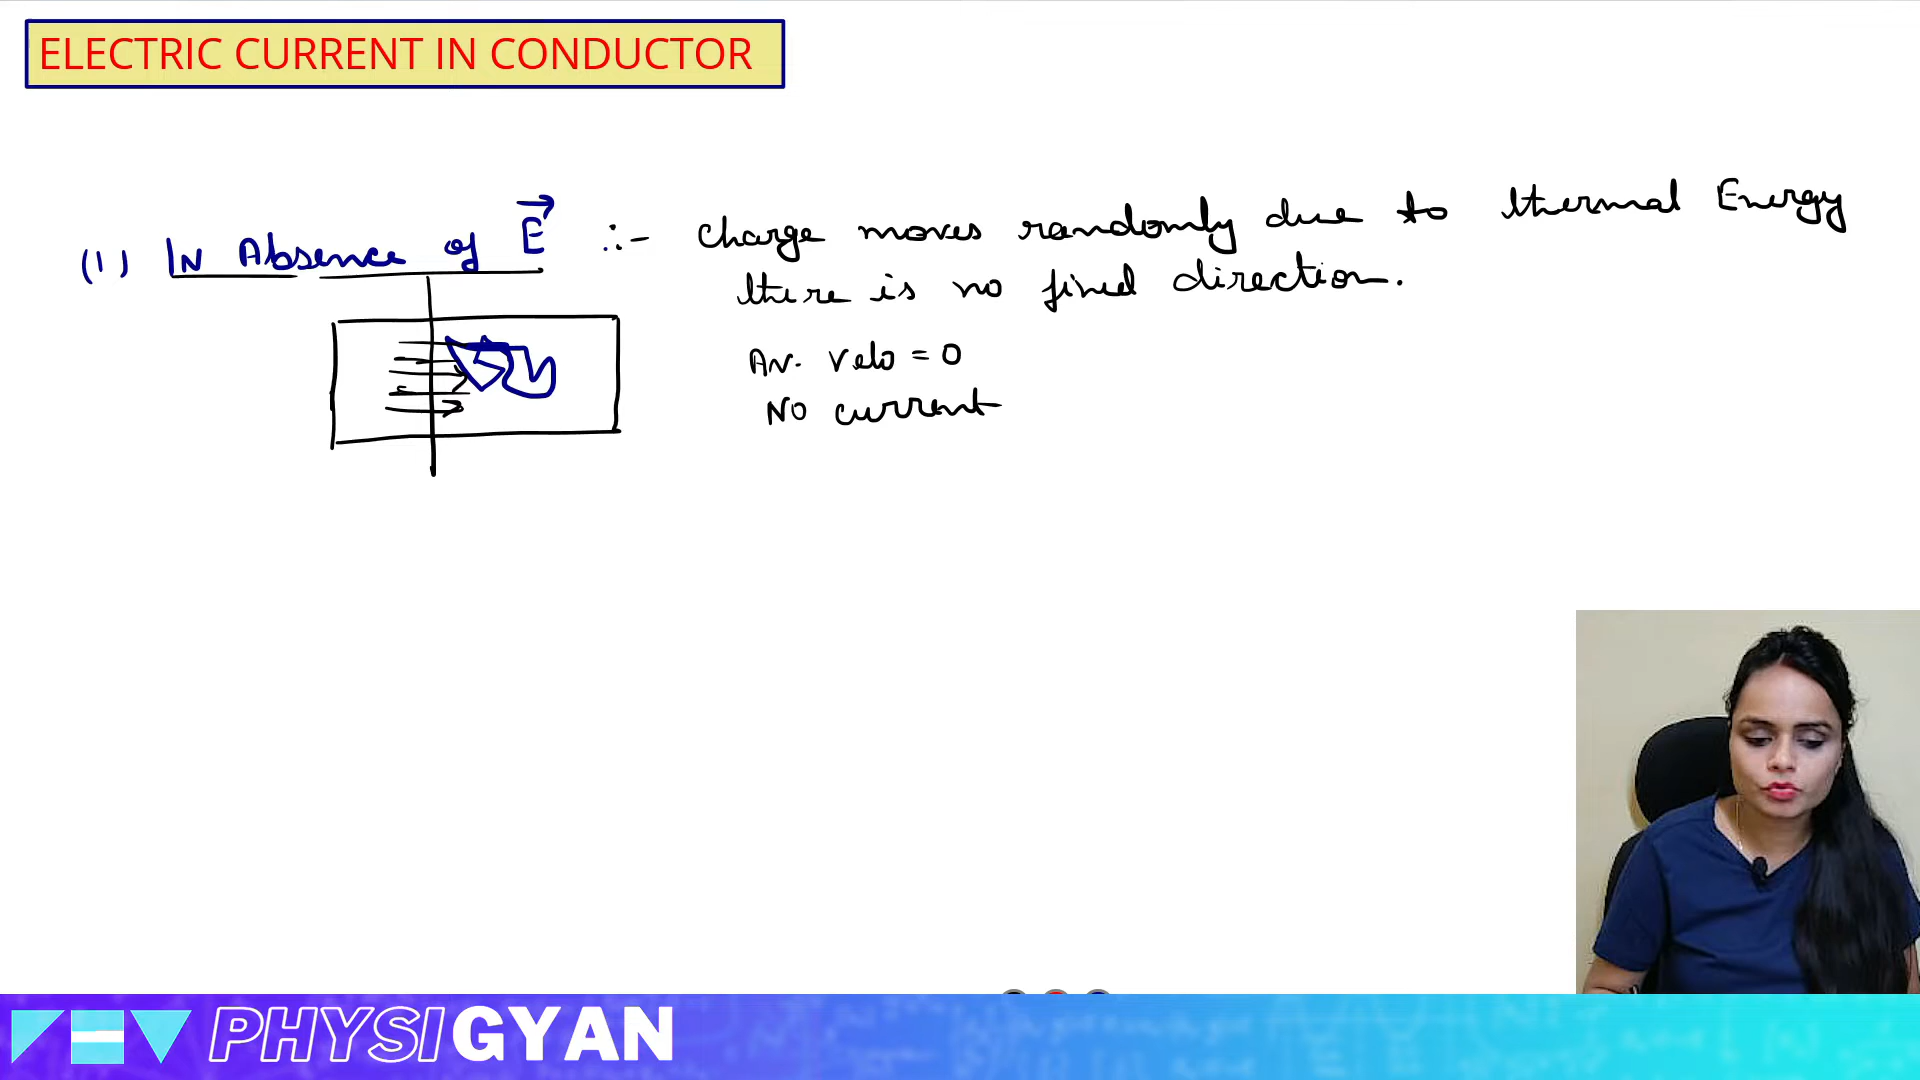 ELECTRIC CURRENT IN CONDUCTOR
(1) IN Absence of E :- Charge moves randomly due to thermal Energy
there is no fixed direction.
Av. velo = 0
NO current
PHYSIGYAN